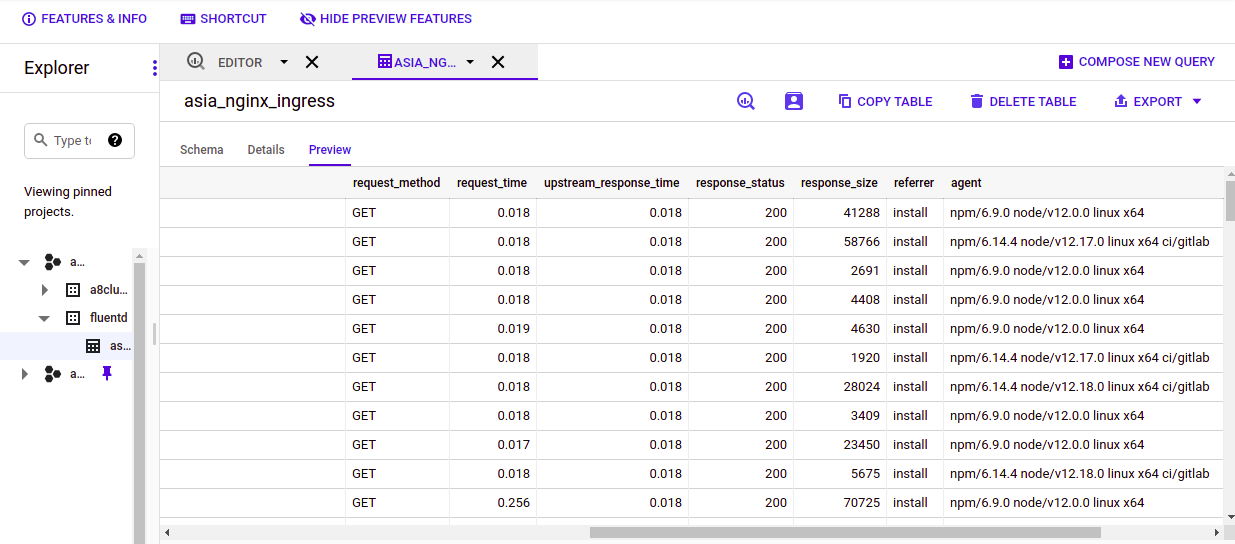 FEATURES & INFO SHORTCUT HIDE PREVIEW FEATURES
Explorer
EDITOR ASIA_NG... COMPOSE NEW QUERY
asia_nginx_ingress COPY TABLE DELETE TABLE EXPORT
Type to
Schema Details Preview
Viewing pinned
projects.
a...
a8clu...
fluentd
as...
a...
request_method request_time upstream_response_time response_status response_size referrer agent
GET 0.018 0.018 200 41288 install npm/6.9.0 node/v12.0.0 linux x64
GET 0.018 0.018 200 58766 install npm/6.14.4 node/v12.17.0 linux x64 ci/gitlab
GET 0.018 0.018 200 2691 install npm/6.9.0 node/v12.0.0 linux x64
GET 0.018 0.018 200 4408 install npm/6.9.0 node/v12.0.0 linux x64
GET 0.019 0.018 200 4630 install npm/6.9.0 node/v12.0.0 linux x64
GET 0.018 0.018 200 1920 install npm/6.14.4 node/v12.17.0 linux x64 ci/gitlab
GET 0.018 0.018 200 28024 install npm/6.14.4 node/v12.18.0 linux x64 ci/gitlab
GET 0.018 0.018 200 3409 install npm/6.9.0 node/v12.0.0 linux x64
GET 0.017 0.018 200 23450 install npm/6.9.0 node/v12.0.0 linux x64
GET 0.018 0.018 200 5675 install npm/6.14.4 node/v12.18.0 linux x64 ci/gitlab
GET 0.256 0.018 200 70725 install npm/6.9.0 node/v12.0.0 linux x64